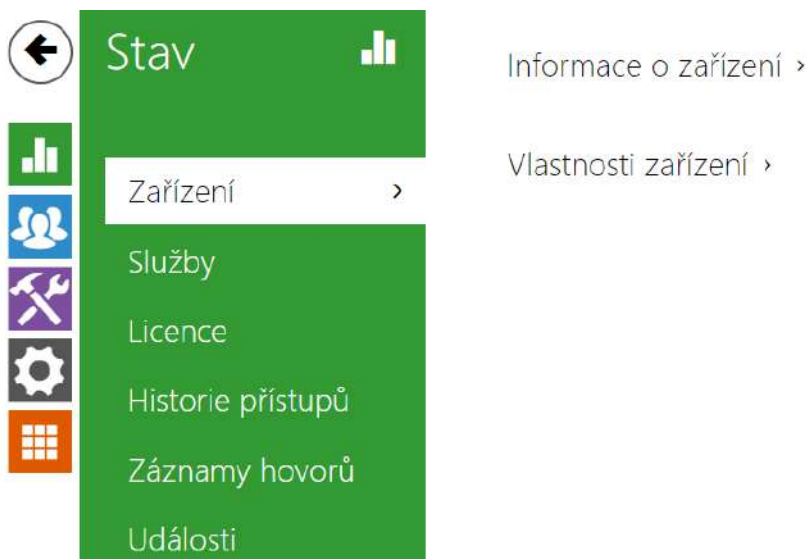 Stav
Zařízení
Služby
Licence
Historie přístupů
Záznamy hovorů
Události
Informace o zařízení
Vlastnosti zařízení